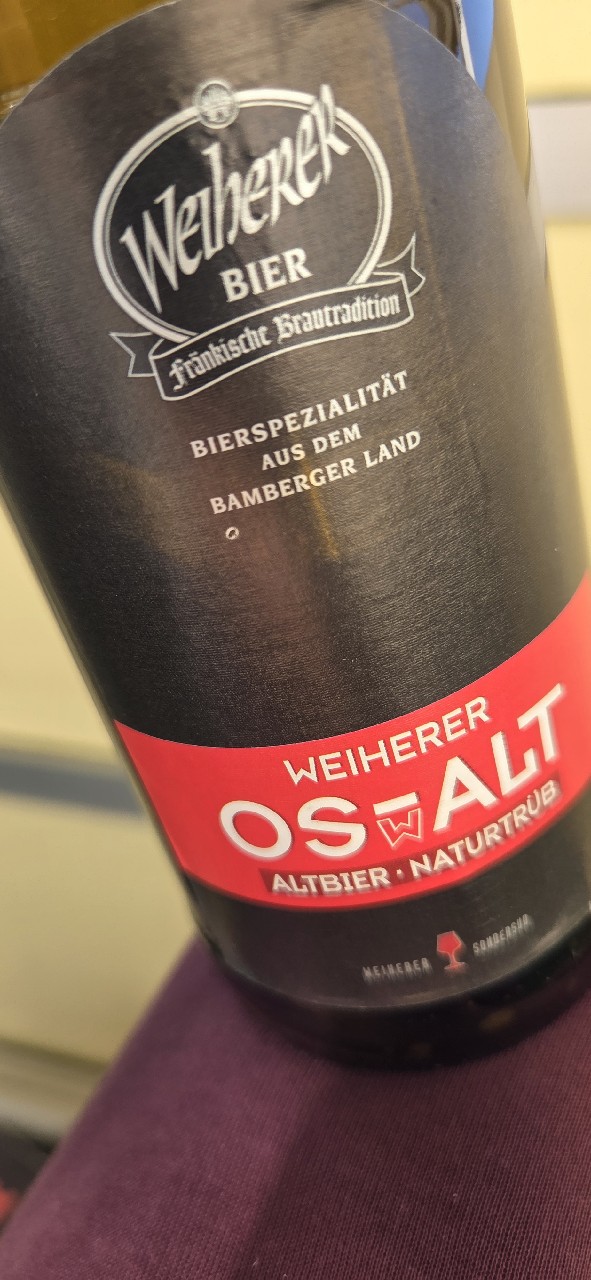 Weiherer
BIER
Fränkische Brautradition
BIERSPEZIALITÄT
AUS DEM
BAMBERGER LAND
WEIHERER
OS-ALT
W
ALTBIER · NATURTRÜB
WEIHERER SONDERSUD